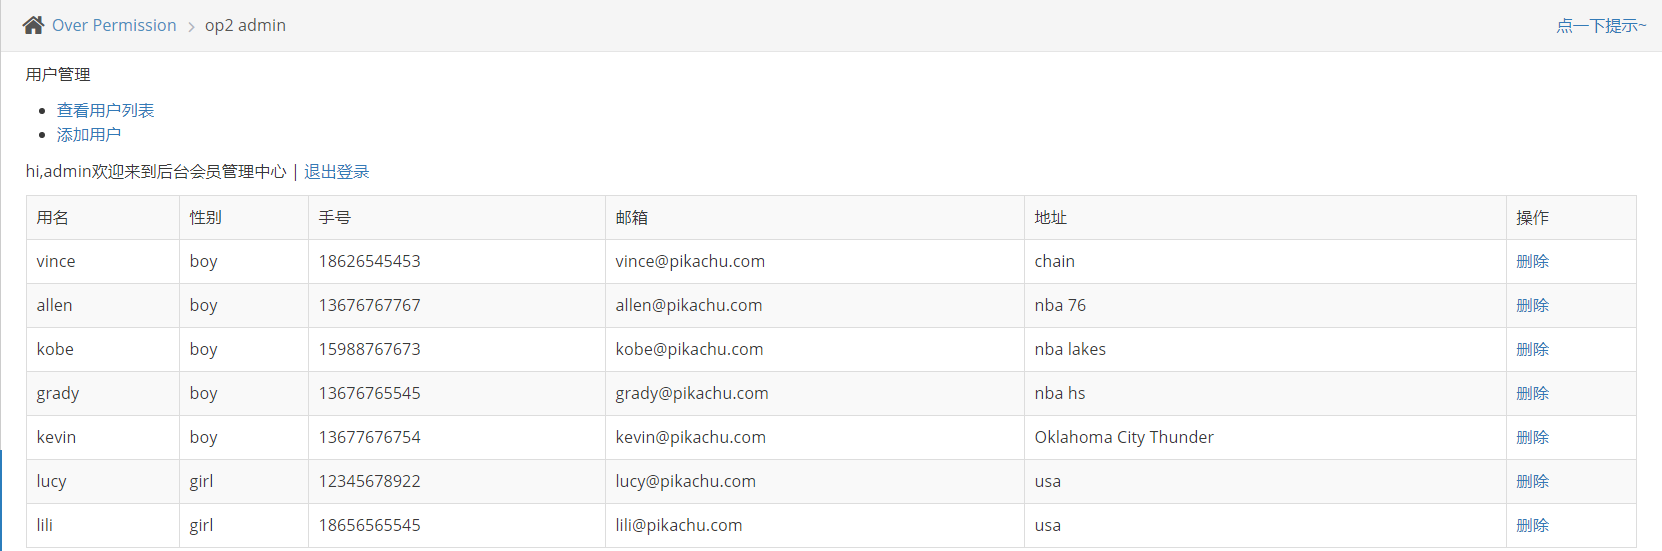 Over Permission > op2 admin 点一下提示~
用户管理
查看用户列表
添加用户
hi,admin欢迎来到后台会员管理中心 | 退出登录
用名 性别 手号 邮箱 地址 操作
vince boy 18626545453 vince@pikachu.com chain 删除
allen boy 13676767767 allen@pikachu.com nba 76 删除
kobe boy 15988767673 kobe@pikachu.com nba lakes 删除
grady boy 13676765545 grady@pikachu.com nba hs 删除
kevin boy 13677676754 kevin@pikachu.com Oklahoma City Thunder 删除
lucy girl 12345678922 lucy@pikachu.com usa 删除
lili girl 18656565545 lili@pikachu.com usa 删除